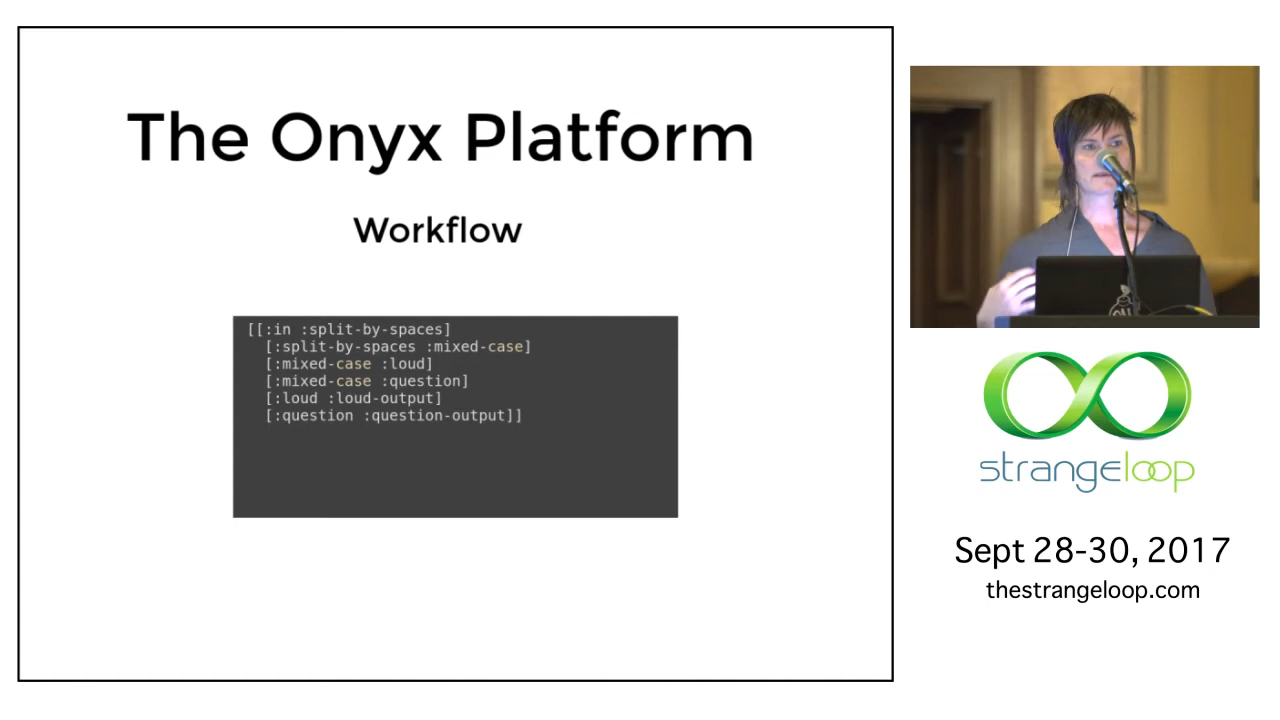 The Onyx Platform
Workflow
[[:in :split-by-spaces]
[:split-by-spaces :mixed-case]
[:mixed-case :loud]
[:mixed-case :question]
[:loud :loud-output]
[:question :question-output]]
strangeloop
Sept 28-30, 2017
thestrangeloop.com